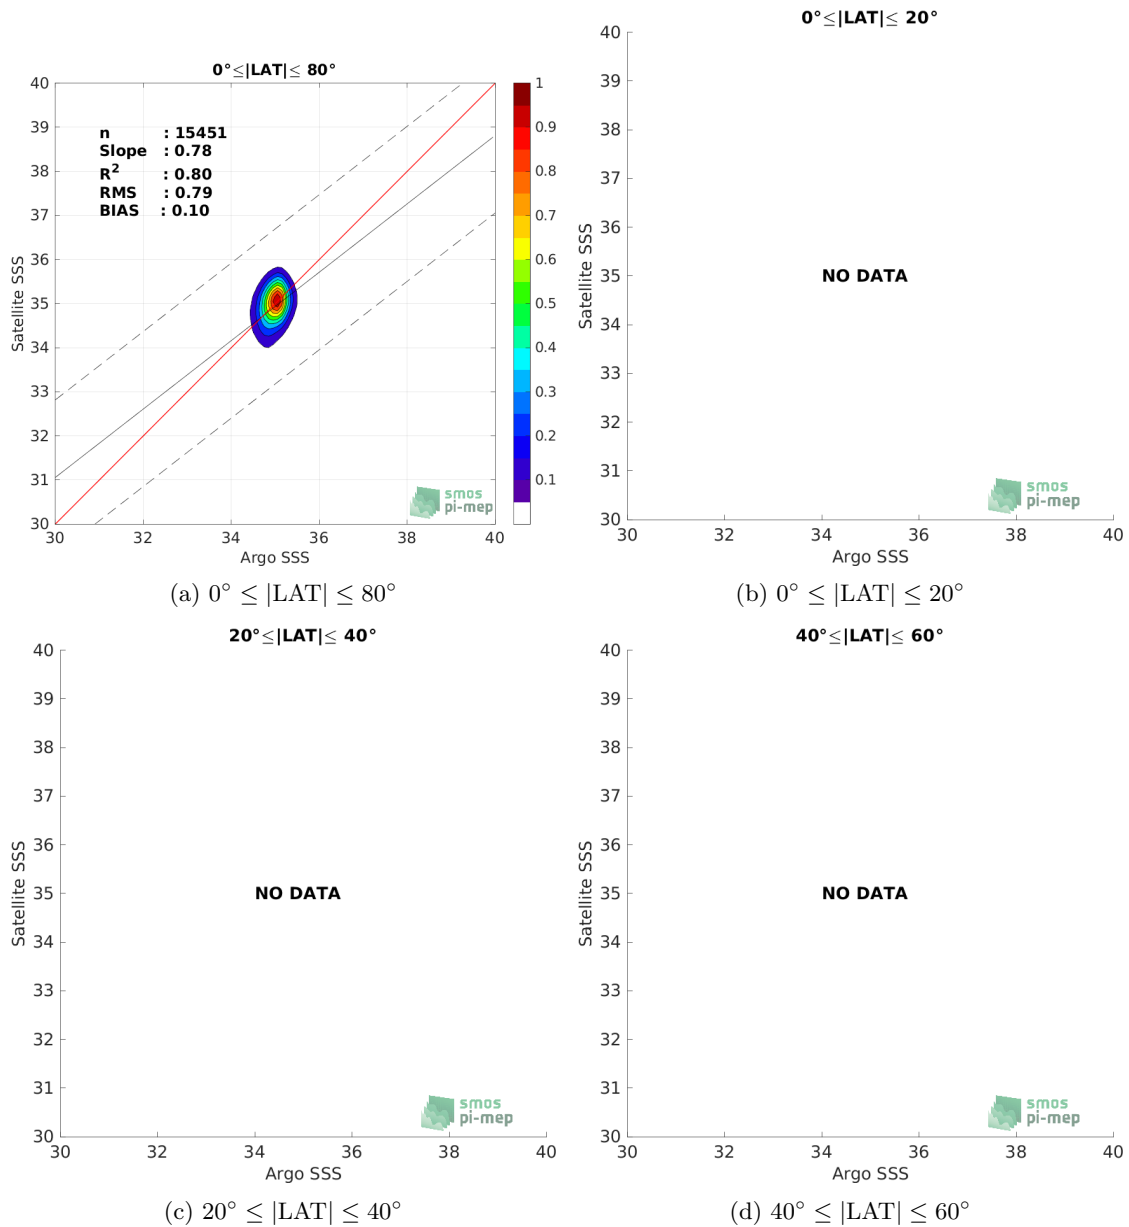 0°≤|LAT|≤ 80°
40
39
38
37
36
35
34
33
32
31
30
Satellite SSS
n : 15451
Slope : 0.78
R² : 0.80
RMS : 0.79
BIAS : 0.10
smos
pi-mep
30 32 34 36 38 40
Argo SSS
1
0.9
0.8
0.7
0.6
0.5
0.4
0.3
0.2
0.1
(a) 0° ≤ |LAT| ≤ 80°
0°≤|LAT|≤ 20°
40
39
38
37
36
35
34
33
32
31
30
Satellite SSS
NO DATA
smos
pi-mep
30 32 34 36 38 40
Argo SSS
(b) 0° ≤ |LAT| ≤ 20°
20°≤|LAT|≤ 40°
40
39
38
37
36
35
34
33
32
31
30
Satellite SSS
NO DATA
smos
pi-mep
30 32 34 36 38 40
Argo SSS
(c) 20° ≤ |LAT| ≤ 40°
40°≤|LAT|≤ 60°
40
39
38
37
36
35
34
33
32
31
30
Satellite SSS
NO DATA
smos
pi-mep
30 32 34 36 38 40
Argo SSS
(d) 40° ≤ |LAT| ≤ 60°